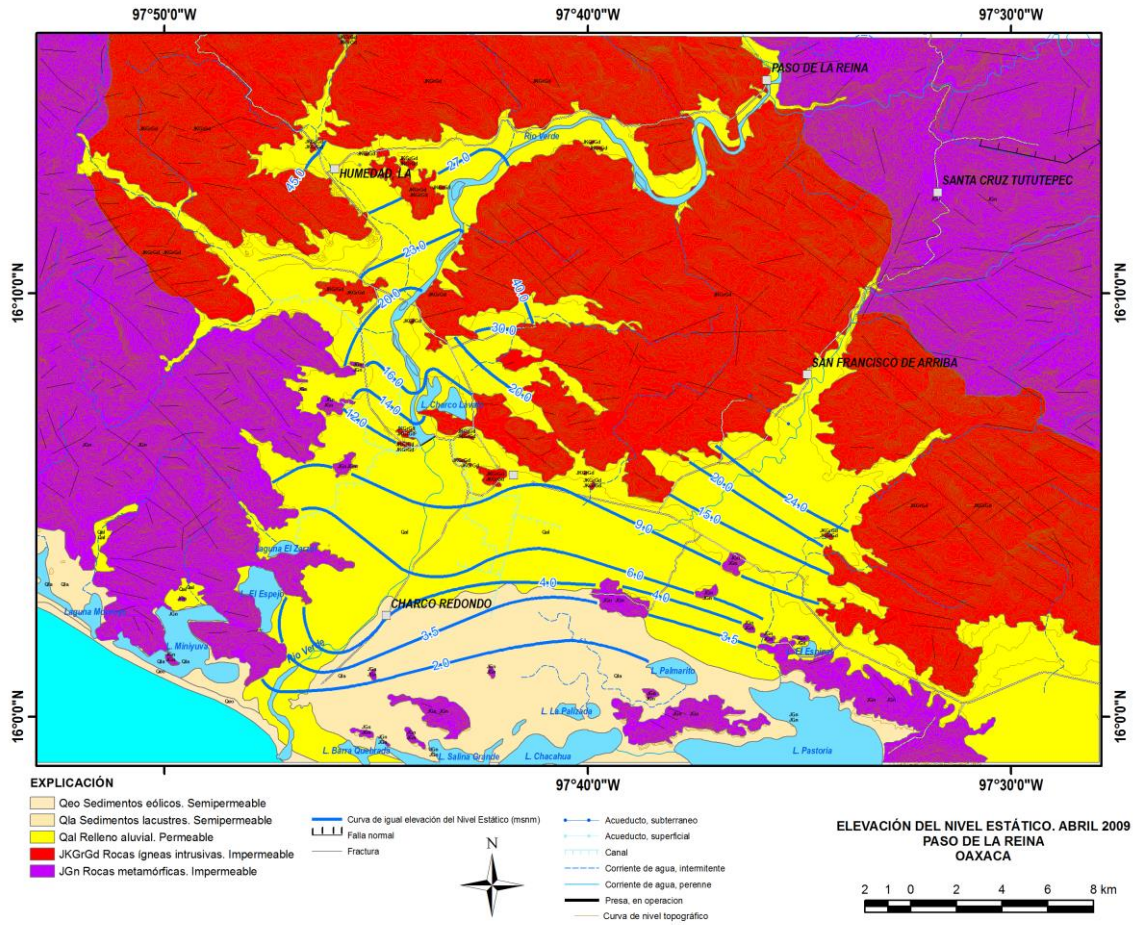 97°50'0"W
97°40'0"W
97°30'0"W
PASO DE LA REINA
JKGrGd
JKGrGd
Río Verde
JKGrGd
JKGrGd
HUMEDAD, LA
27.0
45.0
SANTA CRUZ TUTUTEPEC
JGn
23.0
16°10'0"N
16°10'0"N
20.0
40.0
30.0
SAN FRANCISCO DE ARRIBA
16.0
20.0
14.0
12.0
L. Charco
20.0
24.0
15.0
9.0
Qal
Qal
Laguna El
L. El Espejo
6.0
4.0
4.0
CHARCO REDONDO
3.5
3.5
Laguna
L. Miniyuva
Río Verde
2.0
L. El Espino
L. Palmarito
16°0'0"N
16°0'0"N
L. La Palizada
L. Barra Quebrada
L. Salina Grande
L. Chacahua
L. Pastoria
97°40'0"W
97°30'0"W
EXPLICACIÓN
Qeo Sedimentos eólicos. Semipermeable
Qla Sedimentos lacustres. Semipermeable
Qal Relleno aluvial. Permeable
JKGrGd Rocas ígneas intrusivas. Impermeable
JGn Rocas metamórficas. Impermeable
Curva de igual elevación del Nivel Estático (msnm)
Falla normal
Fractura
N
Acueducto, subterraneo
Acueducto, superficial
Canal
Corriente de agua, intermitente
Corriente de agua, perenne
Presa, en operacion
Curva de nivel topográfico
ELEVACIÓN DEL NIVEL ESTÁTICO. ABRIL 2009
PASO DE LA REINA
OAXACA
2 1 0 2 4 6 8 km